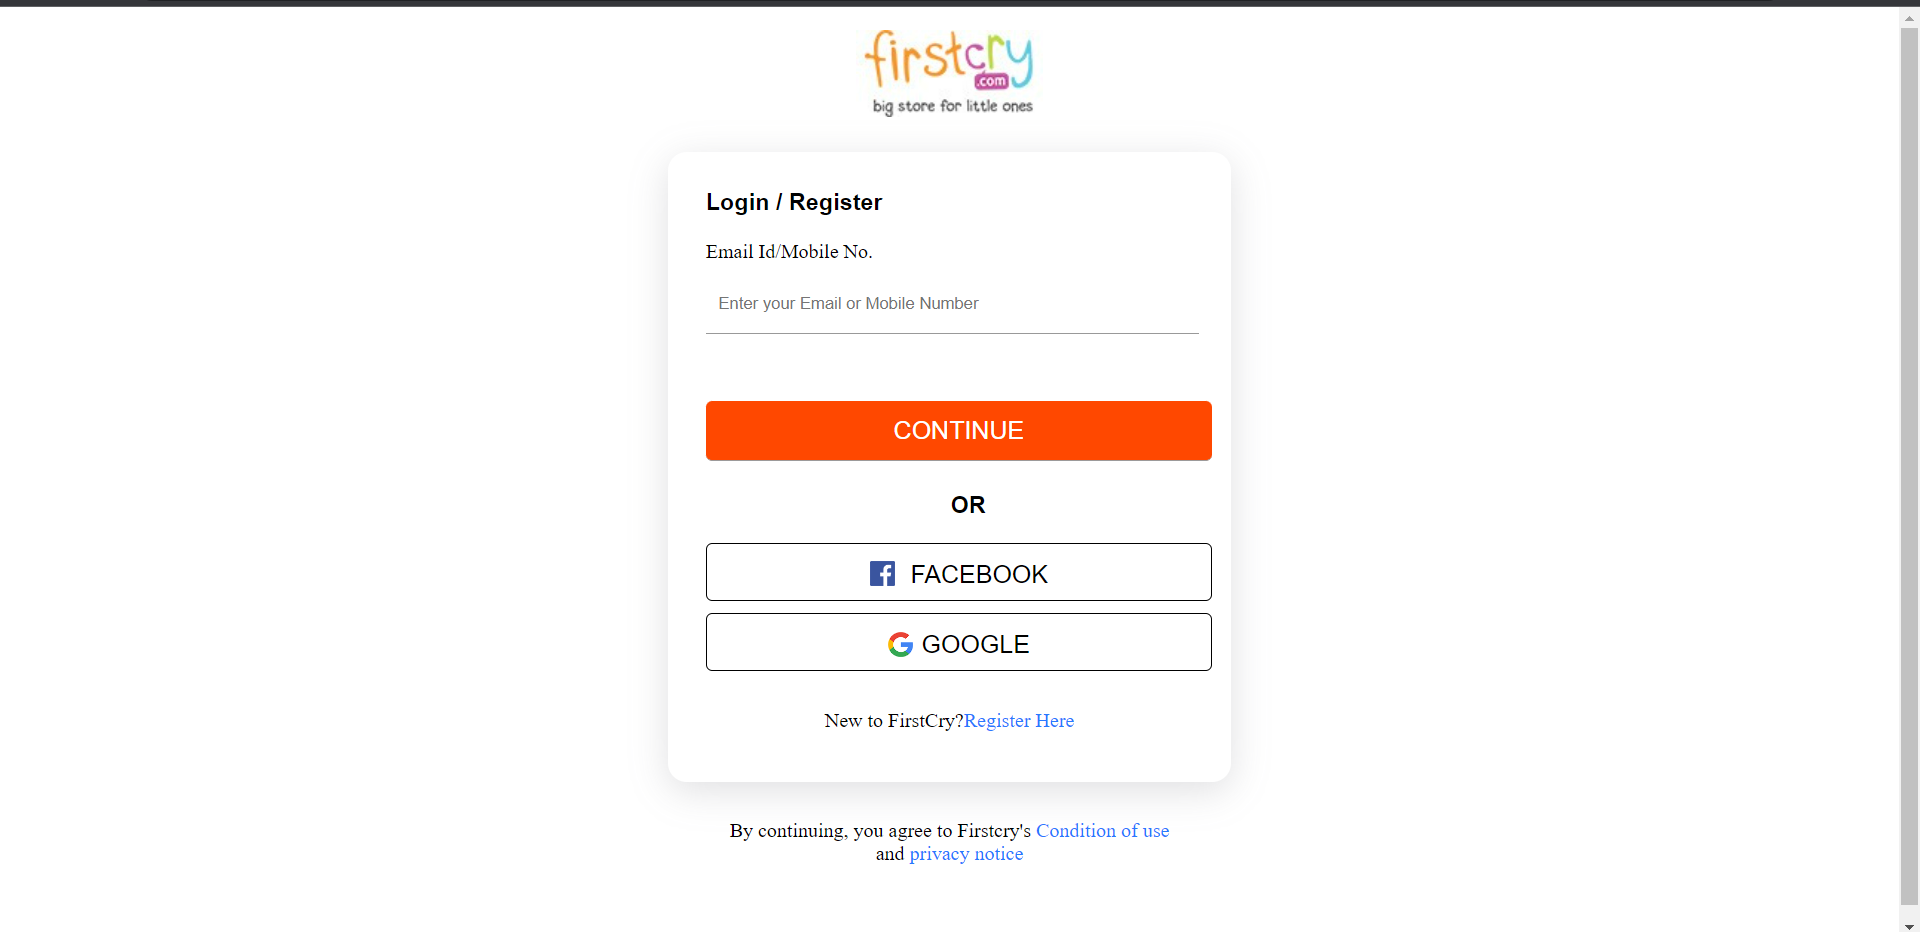 firstcry
.com
big store for little ones
Login / Register
Email Id/Mobile No.
Enter your Email or Mobile Number
CONTINUE
OR
FACEBOOK
GOOGLE
New to FirstCry?Register Here
By continuing, you agree to Firstcry's Condition of use
and privacy notice